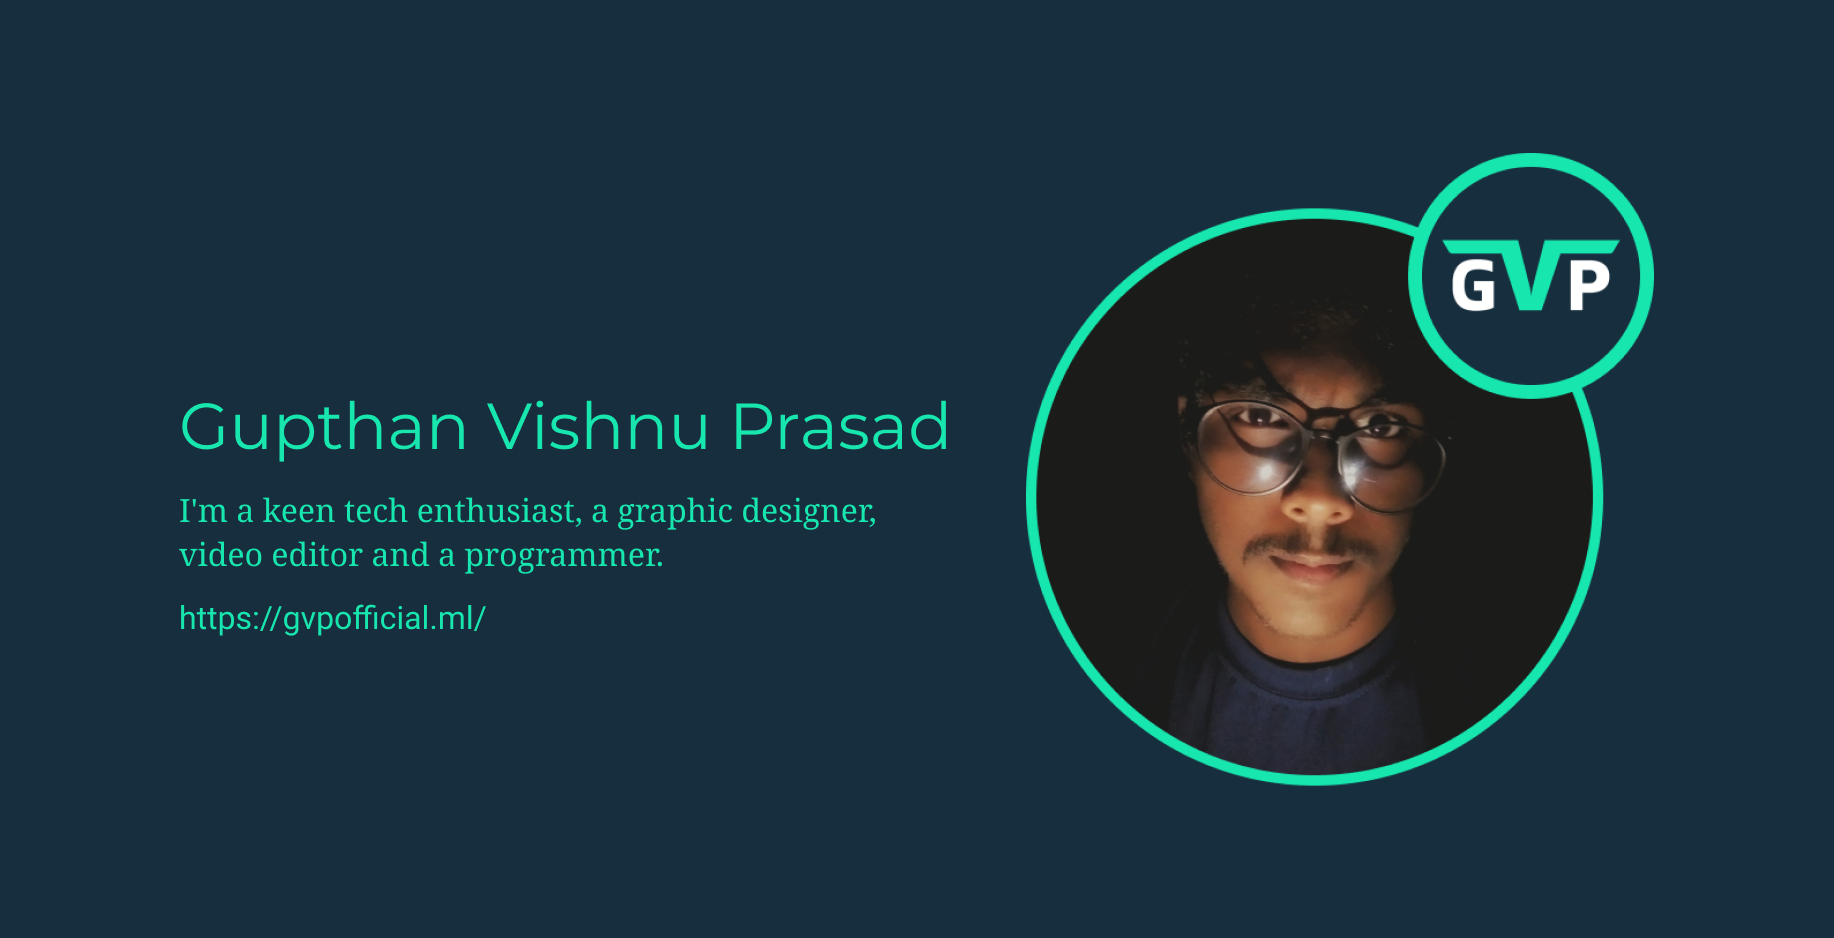 GVP
Gupthan Vishnu Prasad
I'm a keen tech enthusiast, a graphic designer,
video editor and a programmer.
https://gvpofficial.ml/